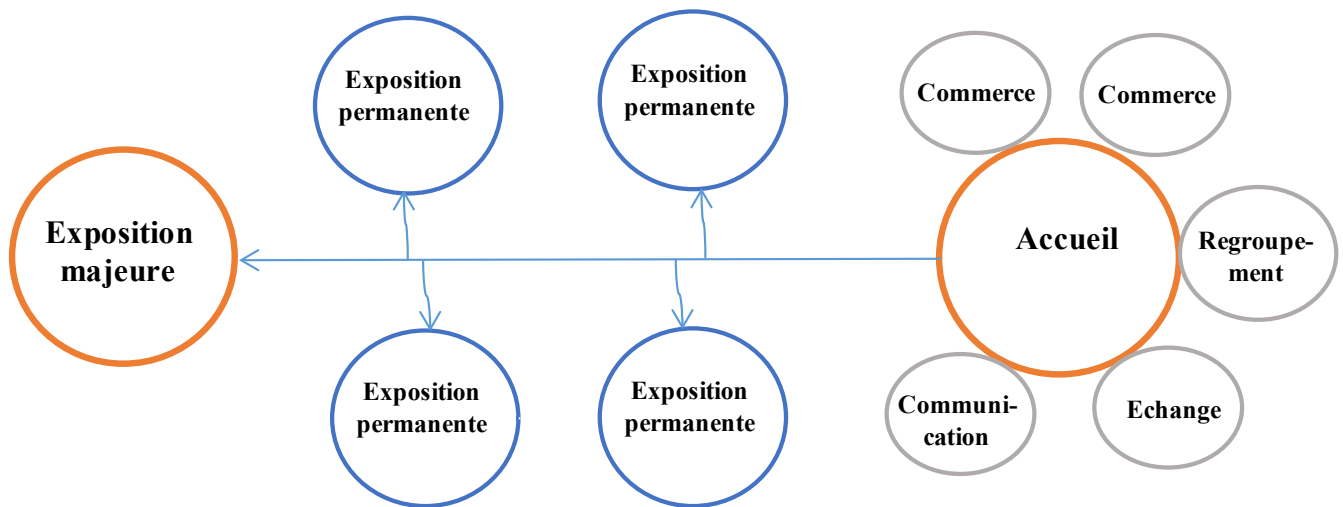 Exposition
permanente
Exposition
permanente
Commerce
Commerce
Exposition
majeure
Accueil
Regroupe-
ment
Exposition
permanente
Exposition
permanente
Communi-
cation
Echange